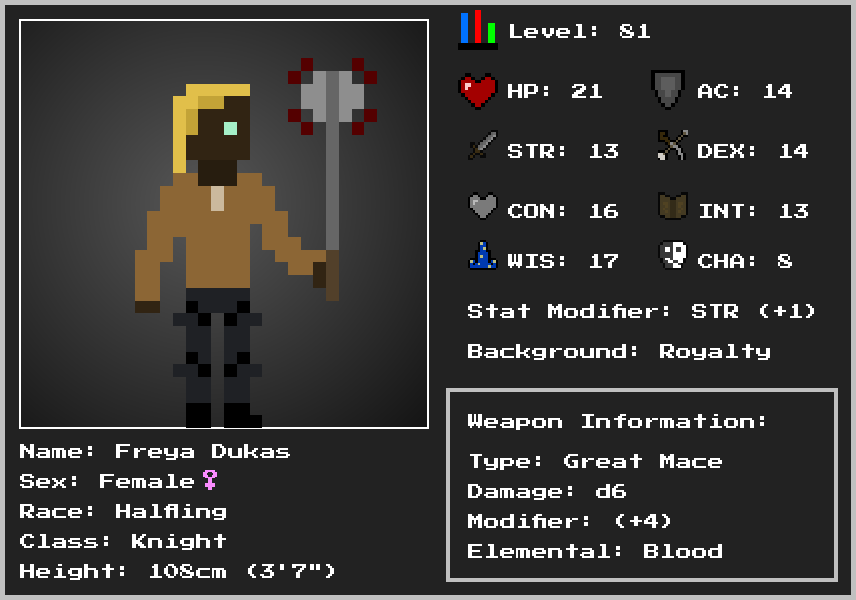 Level: 81
HP: 21
AC: 14
STR: 13
DEX: 14
CON: 16
INT: 13
WIS: 17
CHA: 8
Stat Modifier: STR (+1)
Background: Royalty
Weapon Information:
Type: Great Mace
Damage: d6
Modifier: (+4)
Elemental: Blood
Name: Freya Dukas
Sex: Female♀
Race: Halfling
Class: Knight
Height: 108cm (3'7")